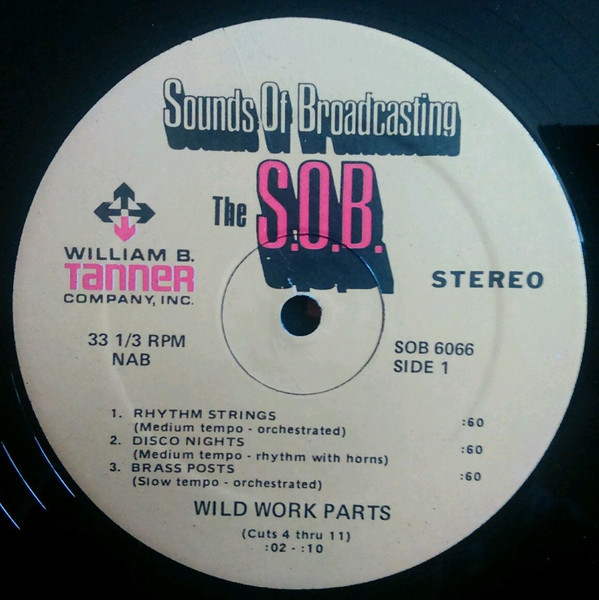 Sounds Of Broadcasting
The S.O.B.
WILLIAM B.
TANNER
COMPANY, INC.
STEREO
33 1/3 RPM
NAB
SOB 6066
SIDE 1
1. RHYTHM STRINGS :60
(Medium tempo - orchestrated)
2. DISCO NIGHTS :60
(Medium tempo - rhythm with horns)
3. BRASS POSTS :60
(Slow tempo - orchestrated)
WILD WORK PARTS
(Cuts 4 thru 11)
:02 - :10